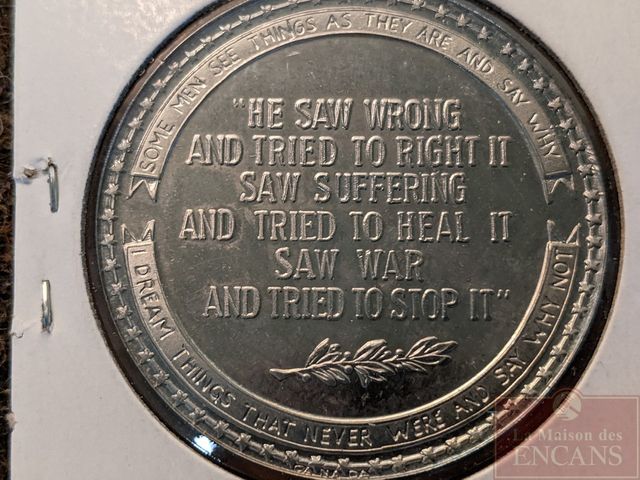 SOME MEN SEE THINGS AS THEY ARE AND SAY WHY
"HE SAW WRONG
AND TRIED TO RIGHT IT
SAW SUFFERING
AND TRIED TO HEAL IT
SAW WAR
AND TRIED TO STOP IT"
I DREAM THINGS THAT NEVER WERE AND SAY WHY NOT
La Maison des
ENCANS